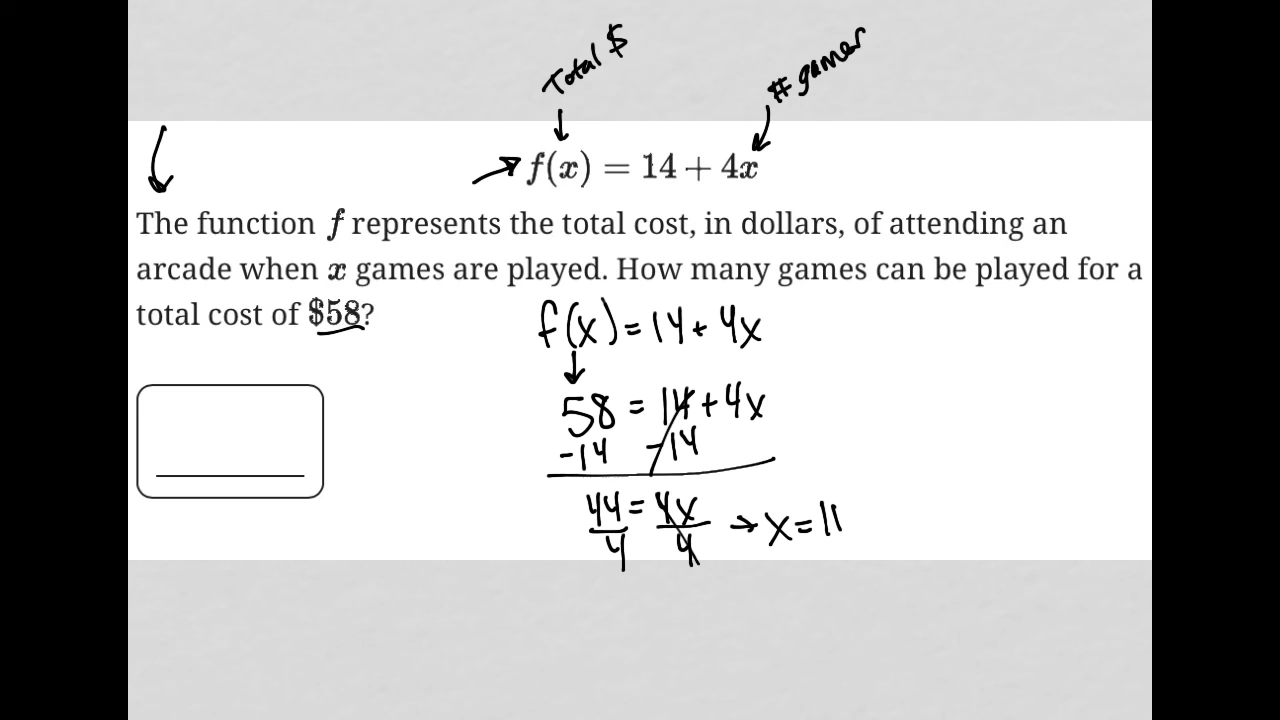 Total $
# games
f(x) = 14 + 4x
The function f represents the total cost, in dollars, of attending an
arcade when x games are played. How many games can be played for a
total cost of $58?
f(x) = 14 + 4x
58 = 14 + 4x
-14 -14
44 = 4x → x = 11
4 4